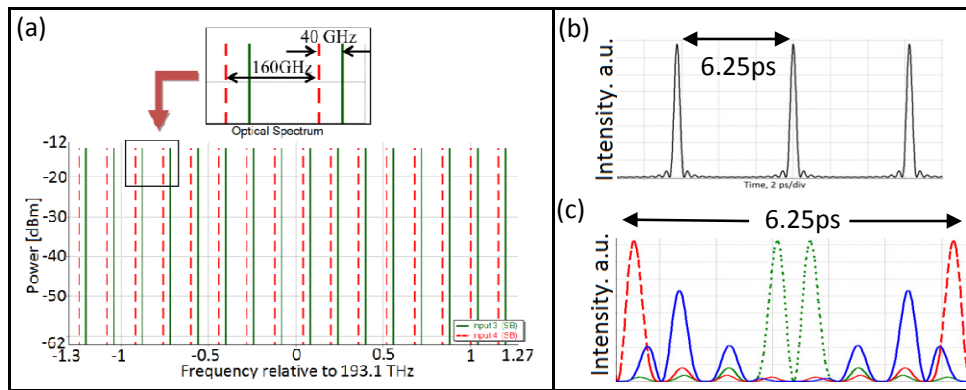 (a)
40 GHz
160GHz
Optical Spectrum
Power [dBm]
-12
-20
-30
-40
-50
-62
-1.3
-1
-0.5
0
0.5
1
1.27
Frequency relative to 193.1 THz
Input 3 (SB)
Input 4 (SB)
(b)
Intensity. a.u.
6.25ps
Time, 2 ps/div
(c)
Intensity. a.u.
6.25ps